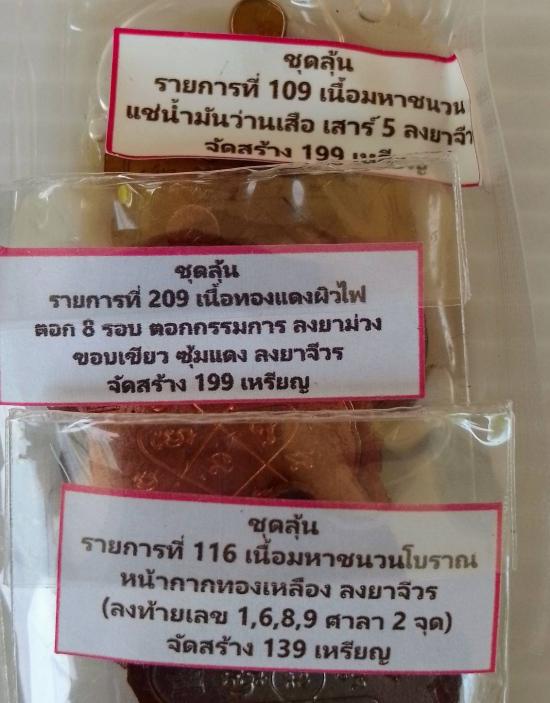 ชุดลุ้น
รายการที่ 109 เนื้อมหาชนวน
แช่น้ำมันว่านเสือ เสาร์ 5 ลงยาจี
จัดสร้าง 199
ชุดลุ้น
รายการที่ 209 เนื้อทองแดงผิวไฟ
ตอก 8 รอบ ตอกกรรมการ ลงยาม่วง
ขอบเขียว ซุ้มแดง ลงยาจีวร
จัดสร้าง 199 เหรียญ
ชุดลุ้น
รายการที่ 116 เนื้อมหาชนวนโบราณ
หน้ากากทองเหลือง ลงยาจีวร
(ลงท้ายเลข 1,6,8,9 ศาลา 2 จุด)
จัดสร้าง 139 เหรียญ